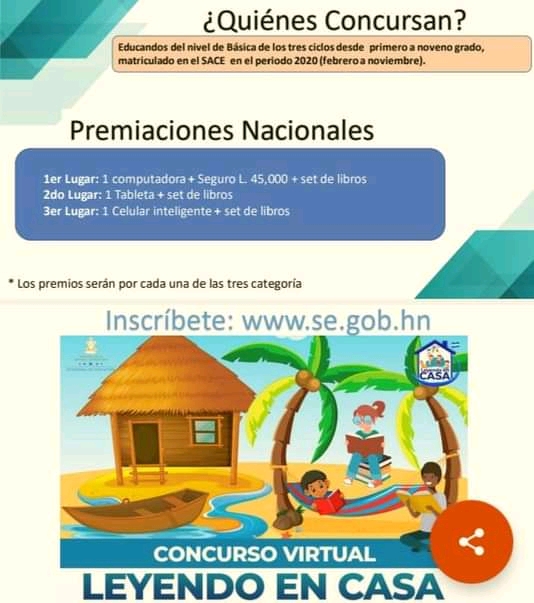 ¿Quiénes Concursan?
Educandos del nivel de Básica de los tres ciclos desde primero a noveno grado,
matriculado en el SACE en el periodo 2020 (febrero a noviembre).
Premiaciones Nacionales
1er Lugar: 1 computadora + Seguro L. 45,000 + set de libros
2do Lugar: 1 Tableta + set de libros
3er Lugar: 1 Celular inteligente + set de libros
* Los premios serán por cada una de las tres categoría
Inscríbete: www.se.gob.hn
Leyendo en
CASA
CONCURSO VIRTUAL
LEYENDO EN CASA